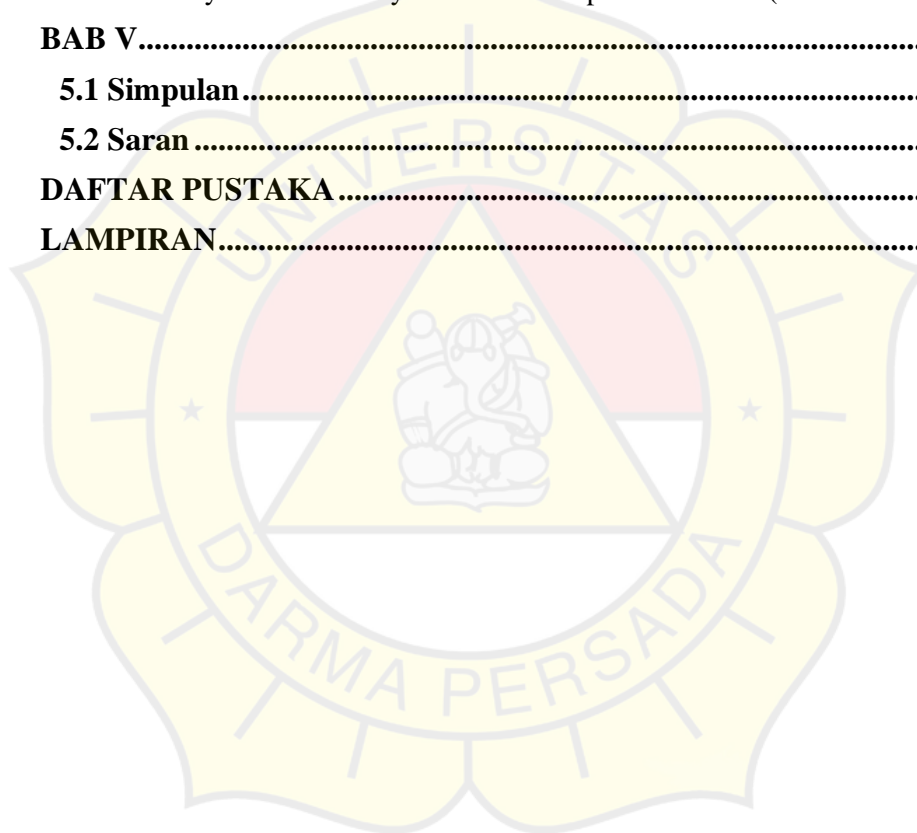 BAB V..........................................................................................................
5.1 Simpulan..........................................................................................
5.2 Saran................................................................................................
DAFTAR PUSTAKA..........................................................................
LAMPIRAN.............................................................................................
UNIVERSITAS
DARMA PERSADA